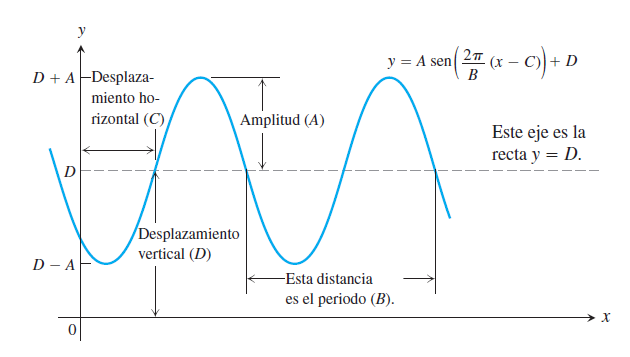 y
y = A sen(2π/B (x – C)) + D
D + A
Desplaza-
miento ho-
rizontal (C)
Amplitud (A)
Este eje es la
recta y = D.
D
Desplazamiento
vertical (D)
D – A
Esta distancia
es el periodo (B).
x
0